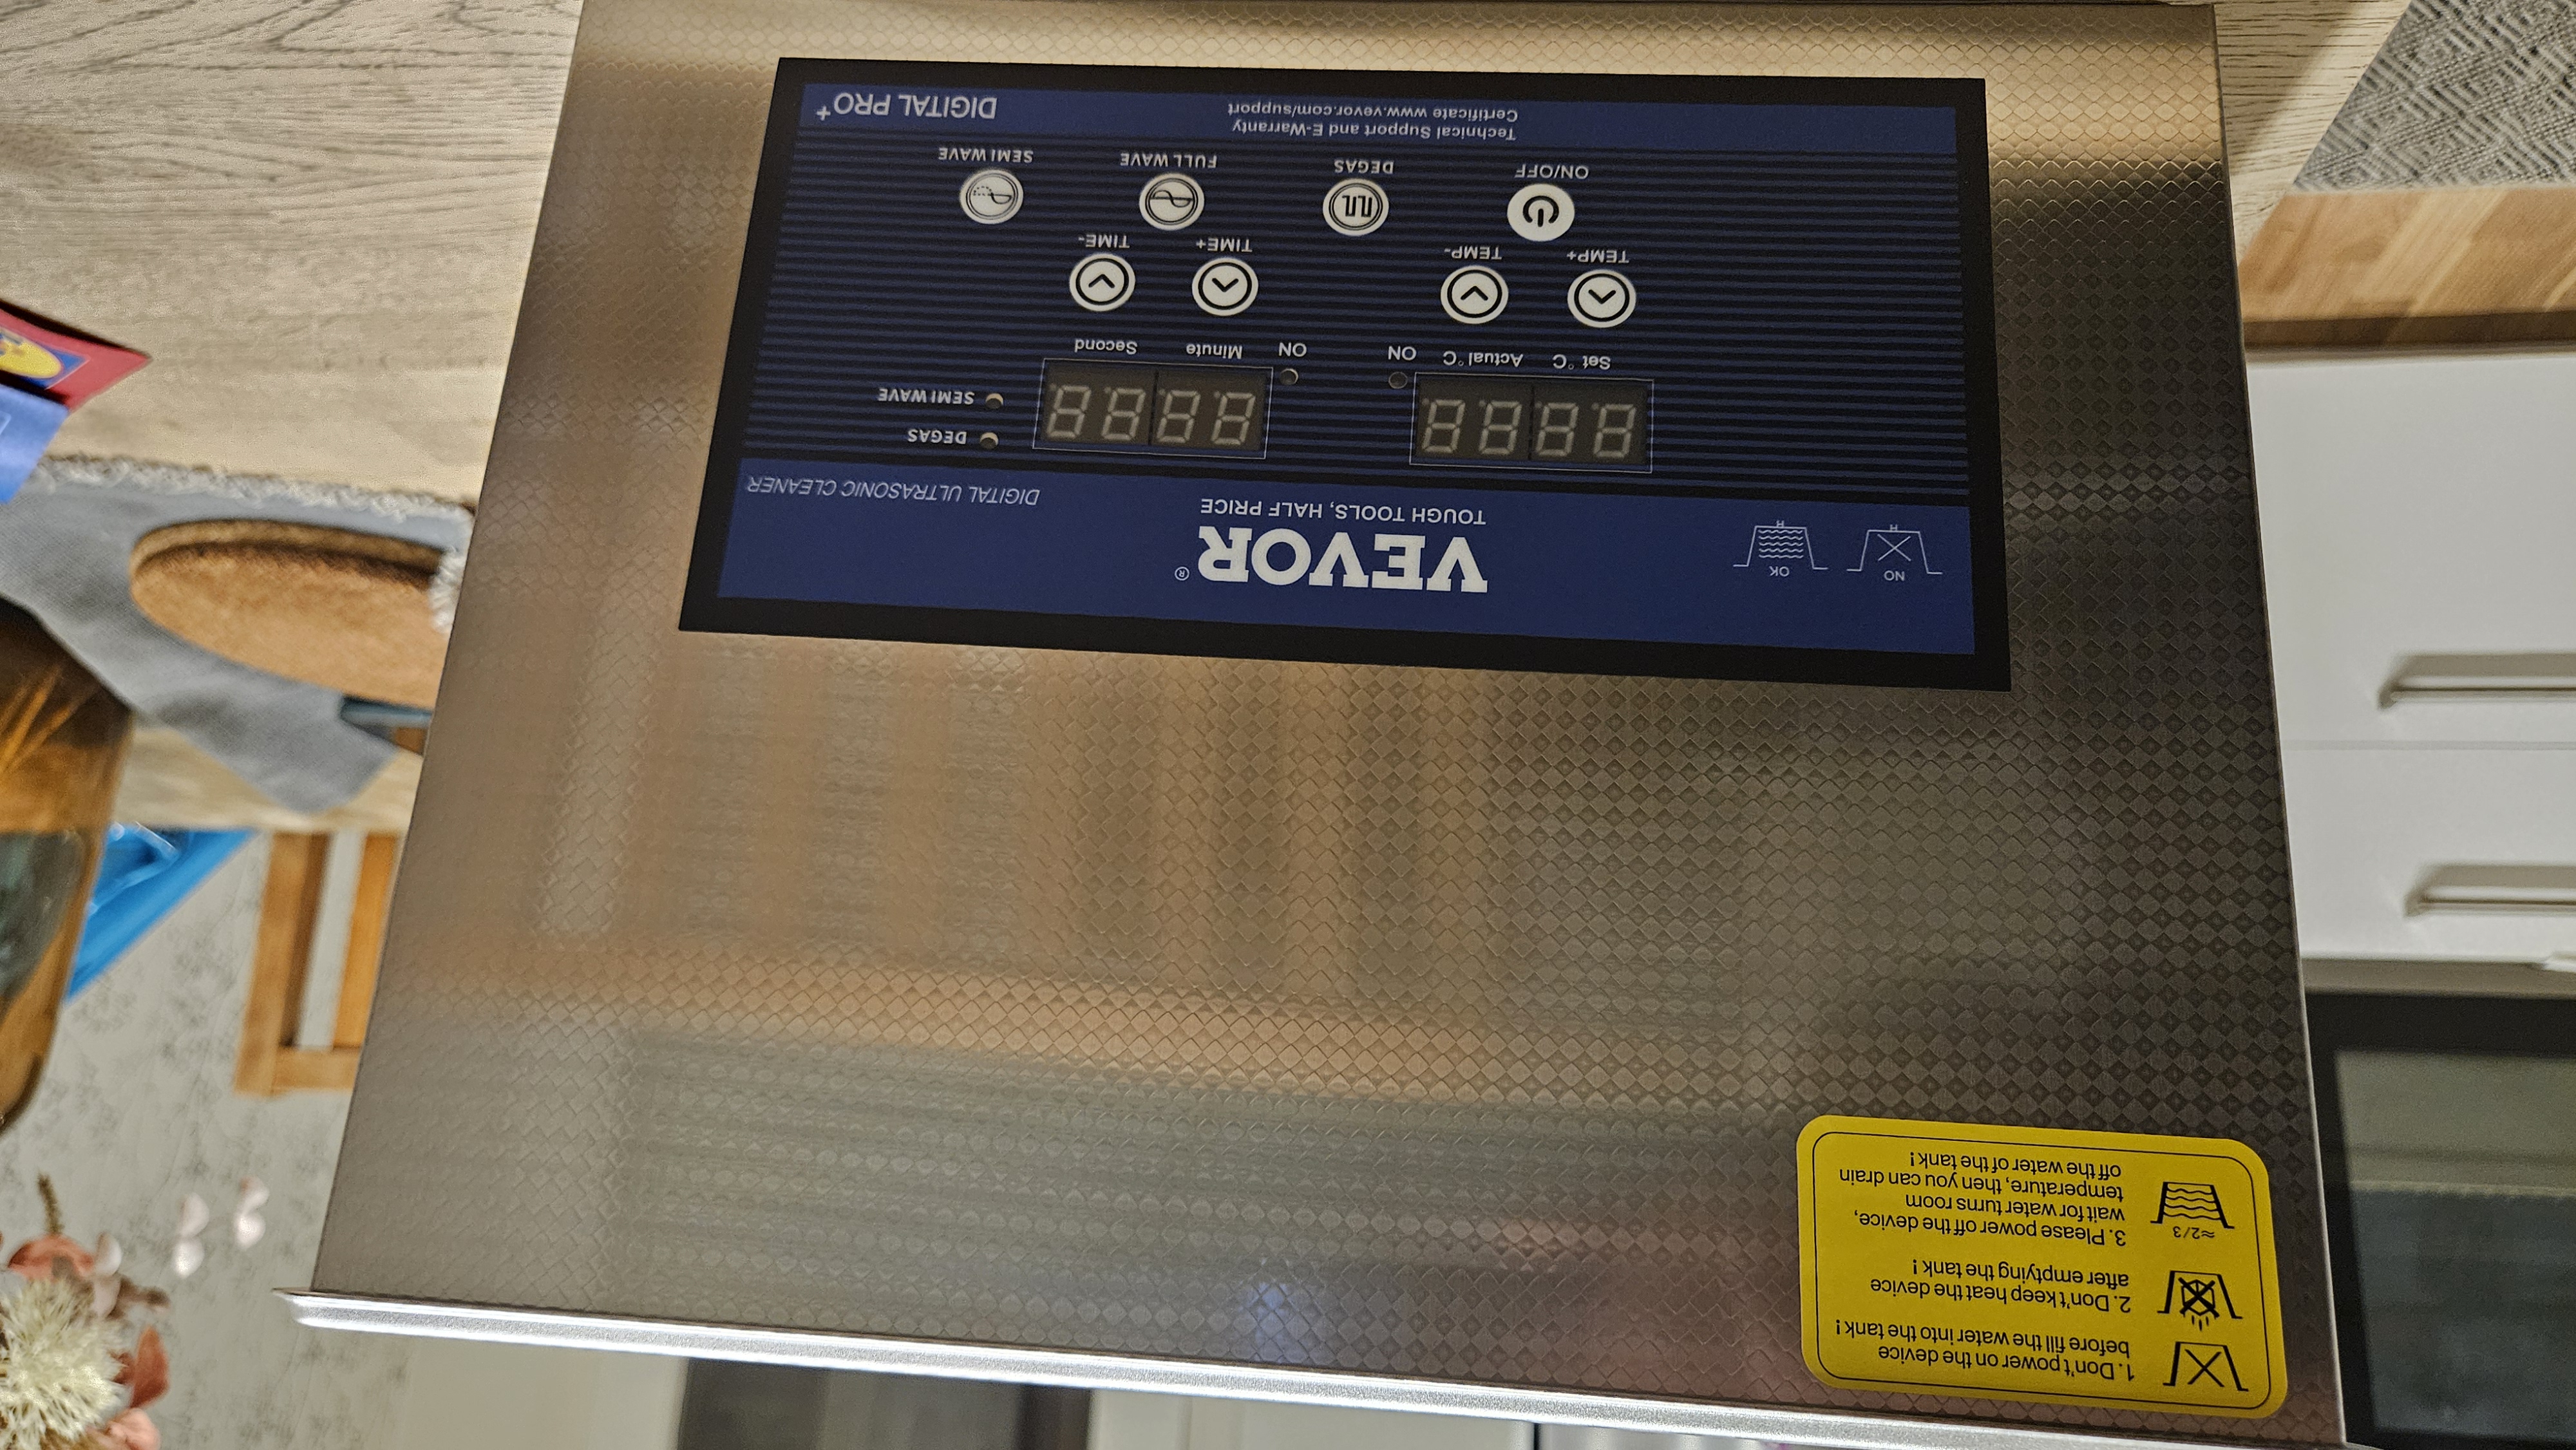 1. Don't power on the device
before the fill water into the tank!
2. Don't keep heat the device
after emptying the tank!
≈2/3
3. Please power off the device,
wait for water turns room
temperature, then you can drain
off the water of the tank!
NO
H
OK
H
VEVOR®
TOUGH TOOLS, HALF PRICE
DIGITAL ULTRASONIC CLEANER
DEGAS
SEMI WAVE
Set °C Actual °C ON
ON Minute Second
TEMP+ TEMP- TIME+ TIME-
ON/OFF DEGAS FULL WAVE SEMI WAVE
Technical Support and E-Warranty
Certificate www.vevor.com/support
DIGITAL PRO+